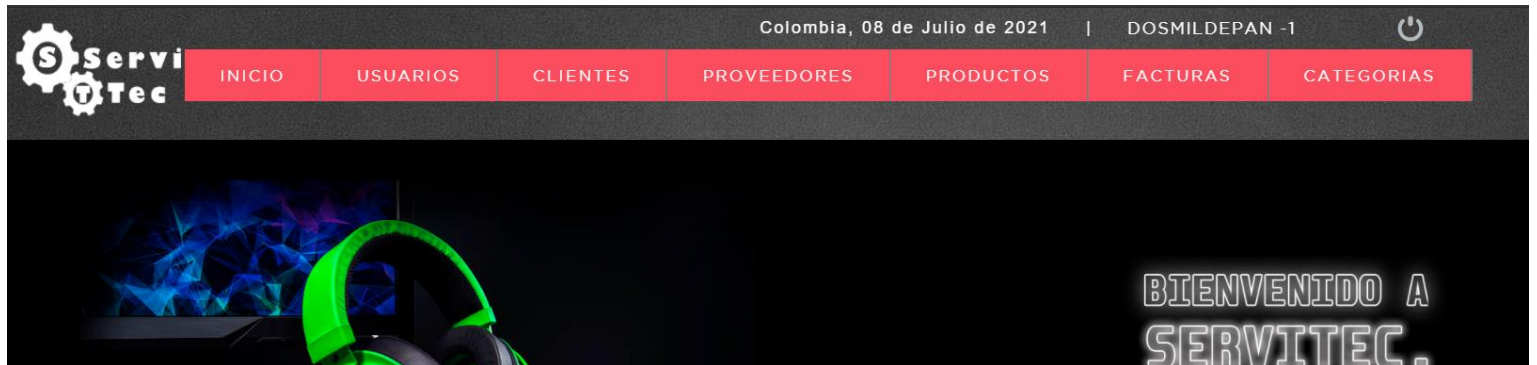 Colombia, 08 de Julio de 2021 | DOSMILDEPAN -1
S Servi
T Tec
INICIO USUARIOS CLIENTES PROVEEDORES PRODUCTOS FACTURAS CATEGORIAS
BIENVENIDO A
SERVITEC.